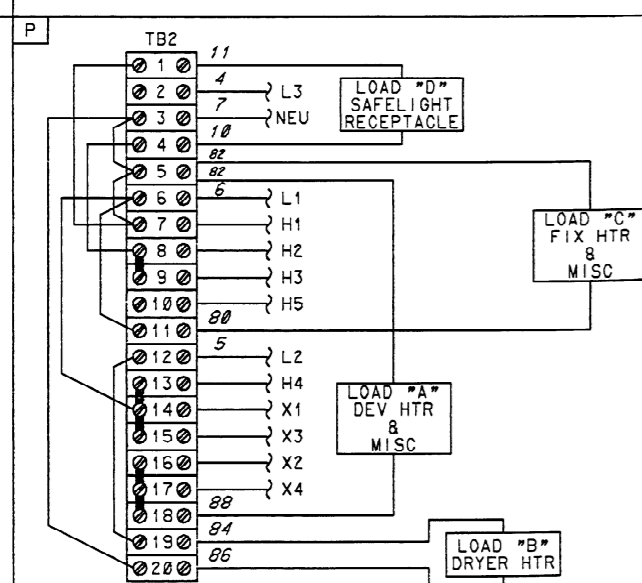 P
TB2
1 11
2 4 L3
3 7 NEU
4 10
5 82
82
6 6 L1
7 H1
8 H2
9 H3
10 H5
11 80
12 5 L2
13 H4
14 X1
15 X3
16 X2
17 X4
18 88
19 84
20 86
LOAD "D"
SAFELIGHT
RECEPTACLE
LOAD "C"
FIX HTR
&
MISC
LOAD "A"
DEV HTR
&
MISC
LOAD "B"
DRYER HTR